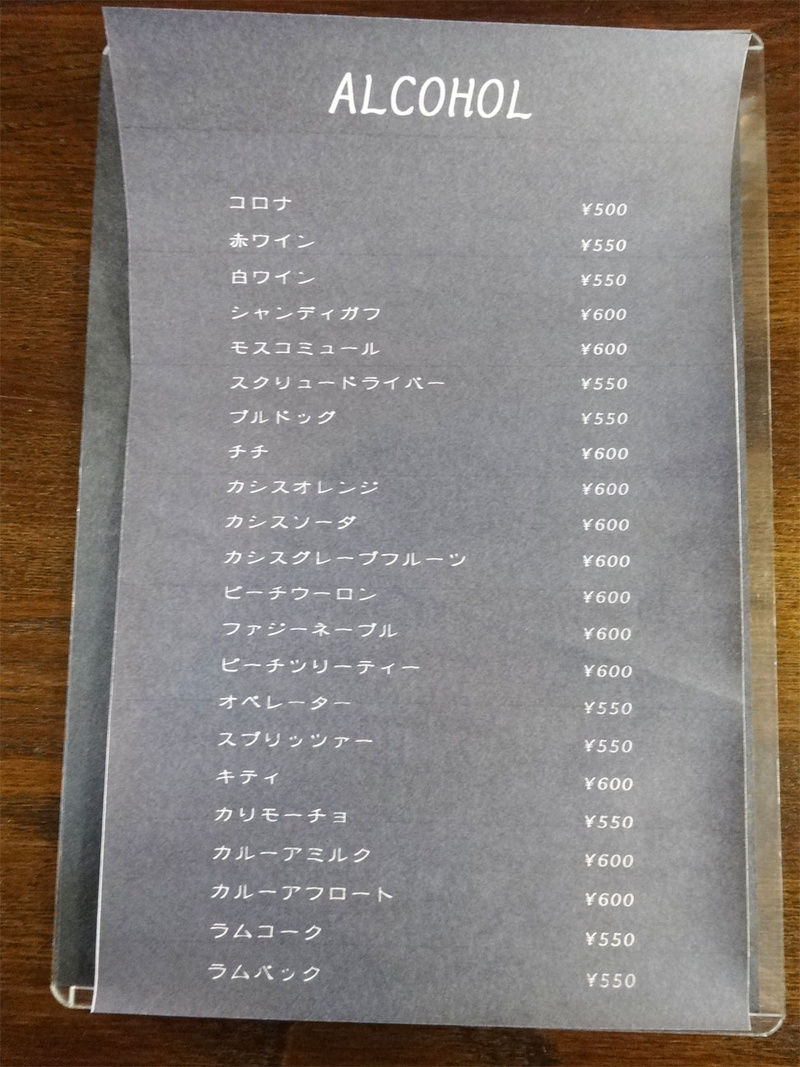 ALCOHOL
コロナ ¥500
赤ワイン ¥550
白ワイン ¥550
シャンディガフ ¥600
モスコミュール ¥600
スクリュードライバー ¥550
ブルドッグ ¥550
チチ ¥600
カシスオレンジ ¥600
カシスソーダ ¥600
カシスグレープフルーツ ¥600
ピーチウーロン ¥600
ファジーネーブル ¥600
ピーチツリーティー ¥600
オペレーター ¥550
スプリッツァー ¥550
キティ ¥600
カリモーチョ ¥550
カルーアミルク ¥600
カルーアフロート ¥600
ラムコーク ¥550
ラムバック ¥550